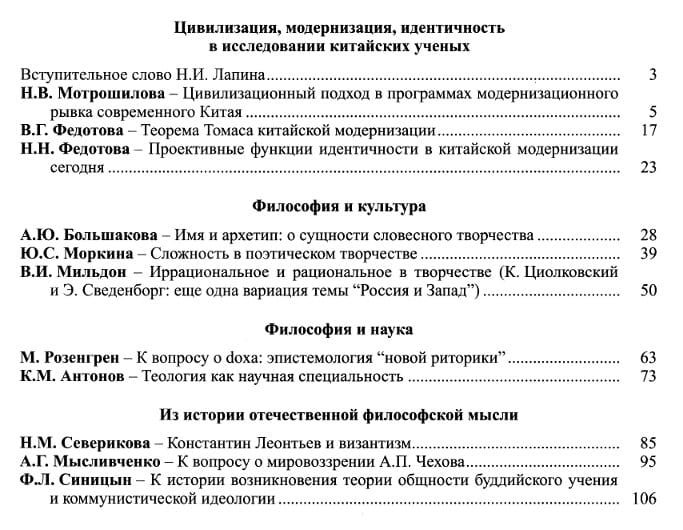 Цивилизация, модернизация, идентичность
в исследовании китайских ученых
Вступительное слово Н.И. Лапина 3
Н.В. Мотрошилова – Цивилизационный подход в программах модернизационного
рывка современного Китая 5
В.Г. Федотова – Теорема Томаса китайской модернизации 17
Н.Н. Федотова – Проективные функции идентичности в китайской модернизации
сегодня 23
Философия и культура
А.Ю. Большакова – Имя и архетип: о сущности словесного творчества 28
Ю.С. Моркина – Сложность в поэтическом творчестве 39
В.И. Мильдон – Иррациональное и рациональное в творчестве (К. Циолковский
и Э. Сведенборг: еще одна вариация темы “Россия и Запад”) 50
Философия и наука
М. Розенгрен – К вопросу о doxa: эпистемология “новой риторики” 63
К.М. Антонов – Теология как научная специальность 73
Из истории отечественной философской мысли
Н.М. Северикова – Константин Леонтьев и византизм 85
А.Г. Мысливченко – К вопросу о мировоззрении А.П. Чехова 95
Ф.Л. Синицын – К истории возникновения теории общности буддийского учения
и коммунистической идеологии 106